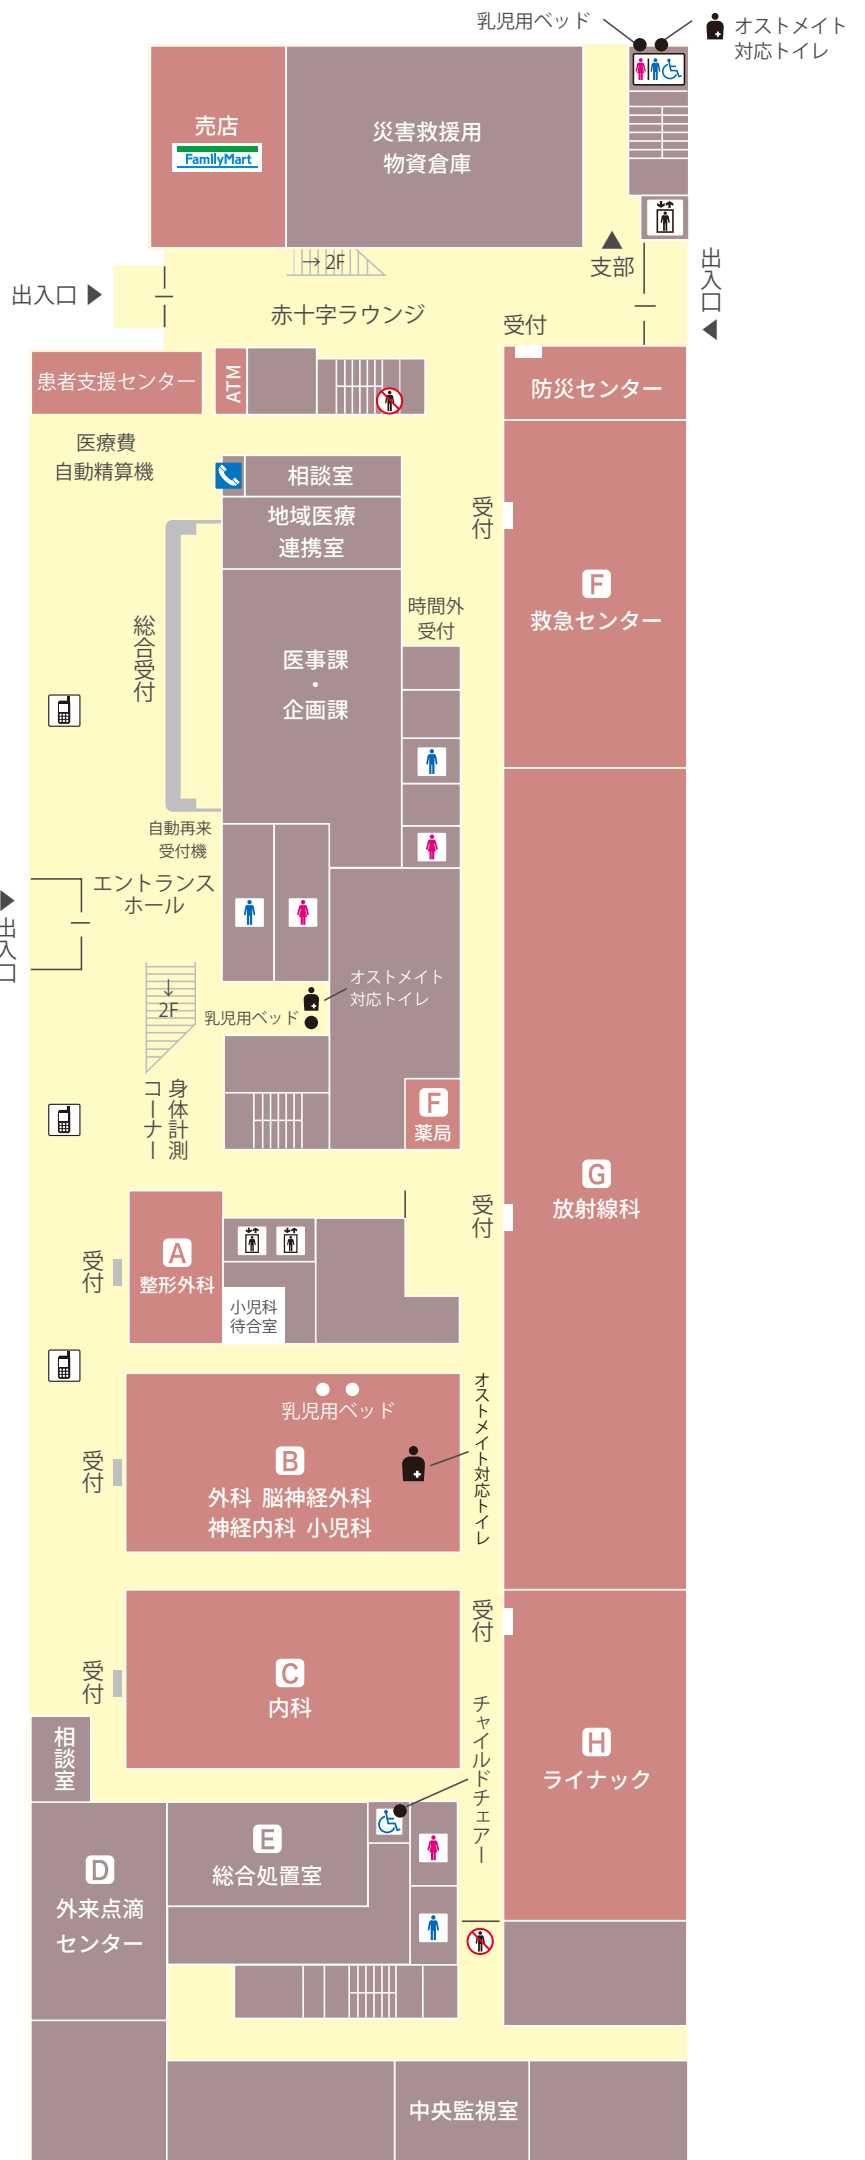 乳児用ベッド
オストメイト
対応トイレ
売店
FamilyMart
災害救援用
物資倉庫
→2F
支部
出入口
出入口
赤十字ラウンジ
受付
患者支援センター
ATM
防災センター
医療費
自動精算機
相談室
地域医療
連携室
受付
F
救急センター
時間外
受付
総合受付
医事課
・
企画課
自動再来
受付機
エントランス
ホール
出入口
オストメイト
対応トイレ
↓
2F
乳児用ベッド
身体計測
コーナー
F
薬局
G
放射線科
受付
A
整形外科
受付
小児科
待合室
乳児用ベッド
オストメイト対応トイレ
B
外科 脳神経外科
神経内科 小児科
受付
受付
C
内科
受付
相談室
チャイルドチェアー
H
ライナック
E
総合処置室
D
外来点滴
センター
中央監視室